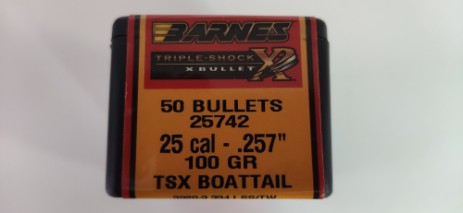 BARNES
TRIPLE-SHOCK
X BULLET X
50 BULLETS
25742
25 cal - .257"
100 GR
TSX BOATTAIL